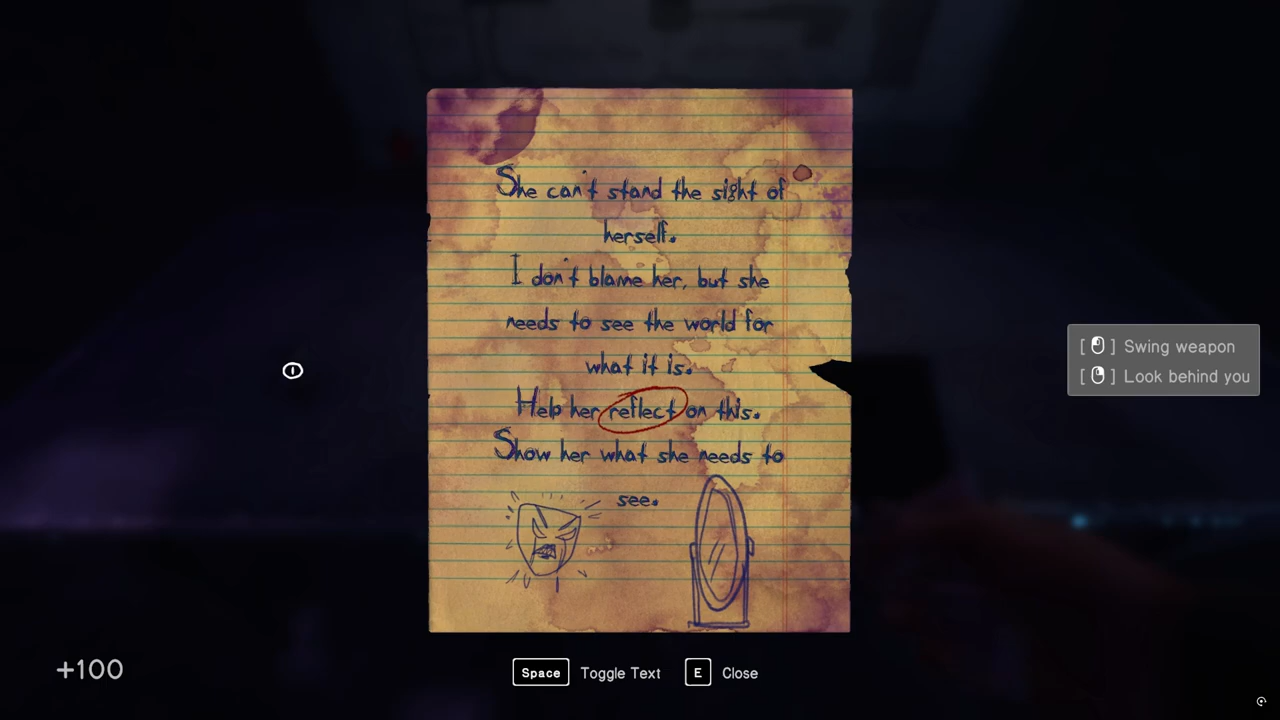 She can't stand the sight of
herself.
I don't blame her, but she
needs to see the world for
what it is.
Help her reflect on this.
Show her what she needs to
see.
[ ] Swing weapon
[ ] Look behind you
+100
Space Toggle Text E Close